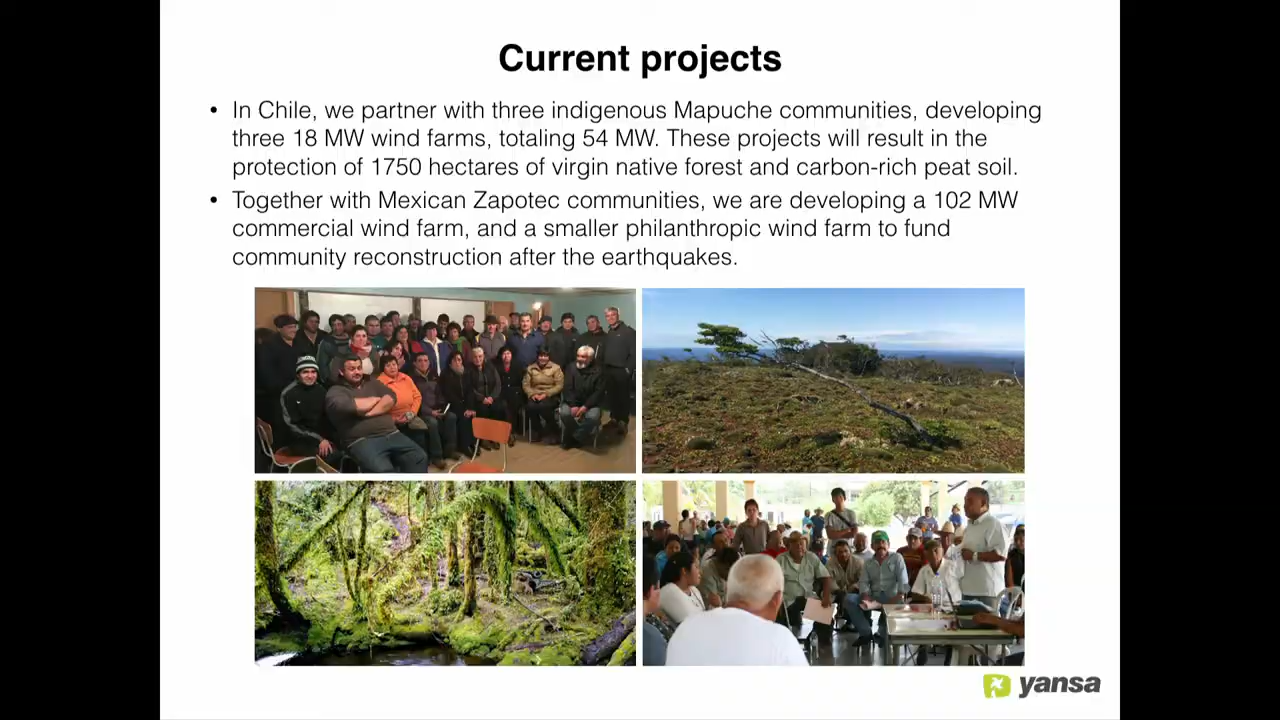 Current projects
• In Chile, we partner with three indigenous Mapuche communities, developing
three 18 MW wind farms, totaling 54 MW. These projects will result in the
protection of 1750 hectares of virgin native forest and carbon-rich peat soil.
• Together with Mexican Zapotec communities, we are developing a 102 MW
commercial wind farm, and a smaller philanthropic wind farm to fund
community reconstruction after the earthquakes.
yansa